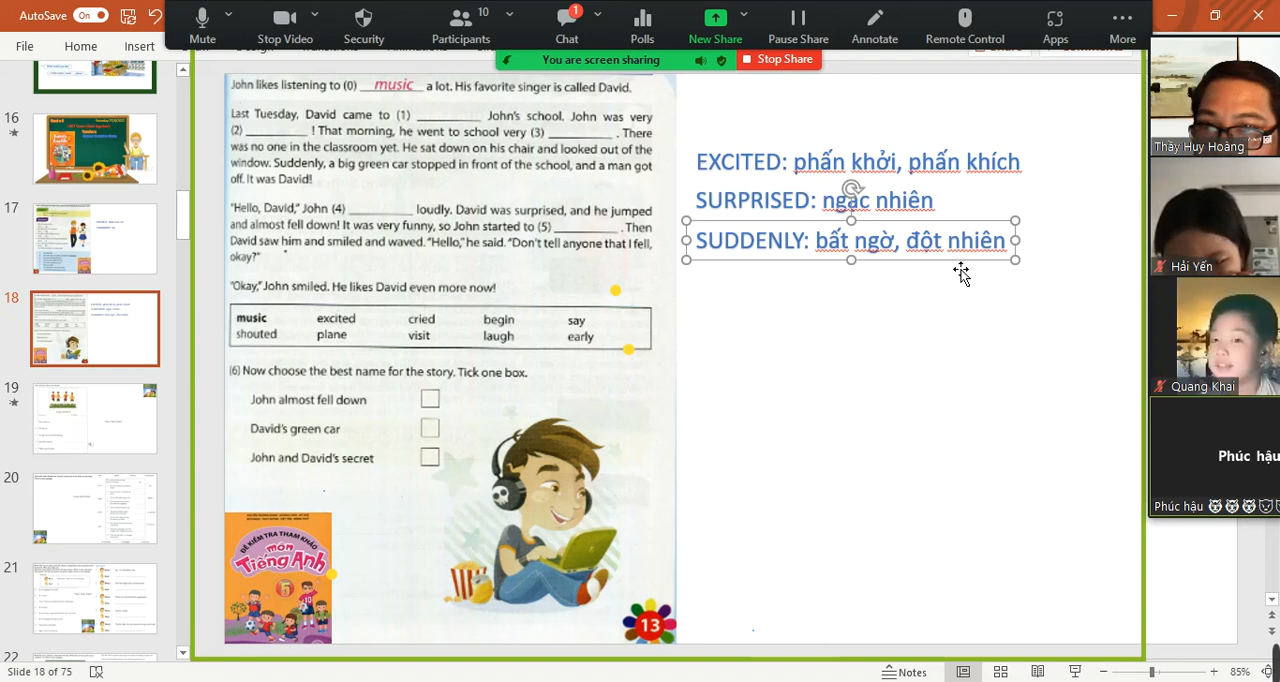 AutoSave On
File Home Insert
Mute Stop Video Security Participants 10 Chat 1 Polls New Share Pause Share Annotate Remote Control Apps More
You are screen sharing Stop Share
John likes listening to (0) music a lot. His favorite singer is called David.
Last Tuesday, David came to (1) __________ John's school. John was very
(2) __________ ! That morning, he went to school very (3) __________ . There
was no one in the classroom yet. He sat down on his chair and looked out of the
window. Suddenly, a big green car stopped in front of the school, and a man got
off. It was David!
"Hello, David," John (4) __________ loudly. David was surprised, and he jumped
and almost fell down! It was very funny, so John started to (5) __________ . Then
David saw him and smiled and waved. "Hello," he said. "Don't tell anyone that I fell,
okay?"
"Okay," John smiled. He likes David even more now!
music excited cried begin say
shouted plane visit laugh early
(6) Now choose the best name for the story. Tick one box.
John almost fell down
David's green car
John and David's secret
ĐỀ KIỂM TRA THAM KHẢO
môn
Tiếng Anh
5
13
EXCITED: phấn khởi, phấn khích
SURPRISED: ngạc nhiên
SUDDENLY: bất ngờ, đột nhiên
Thầy Huy Hoàng
Hải Yến
Quang Khai
Phúc hậu
Phúc hậu
16
17
18
19
20
21
22
Slide 18 of 75
Notes
85%